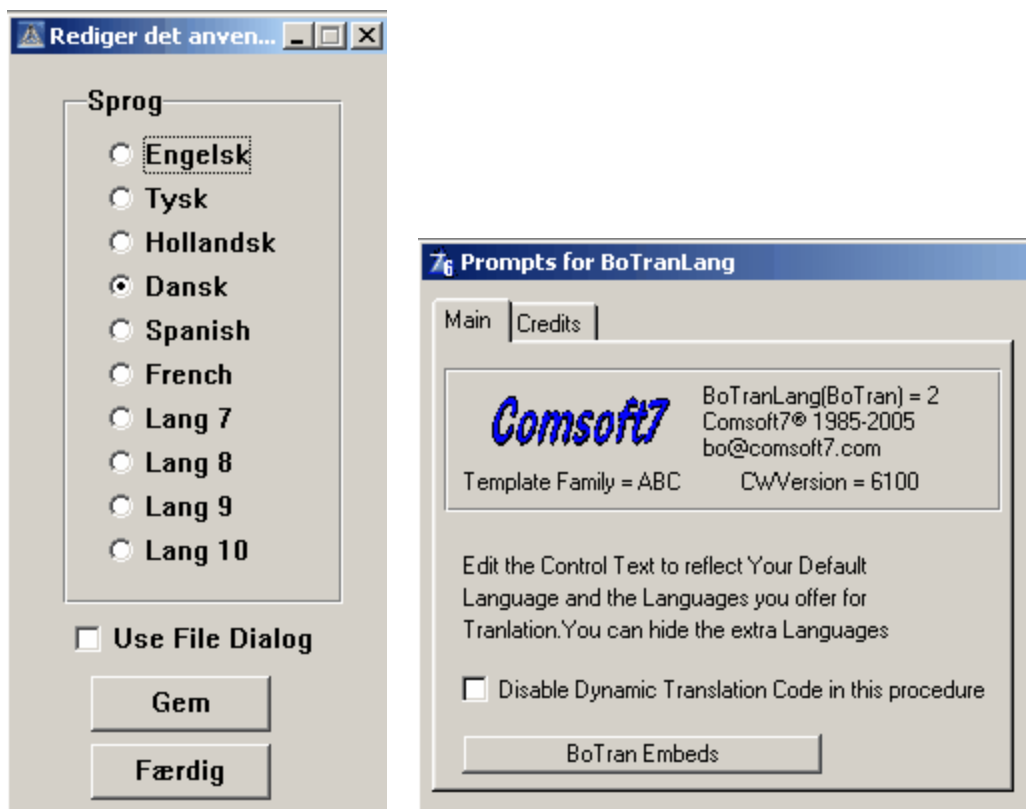 Rediger det anven...
Sprog
Engelsk
Tysk
Hollandsk
Dansk
Spanish
French
Lang 7
Lang 8
Lang 9
Lang 10
Use File Dialog
Gem
Færdig
76 Prompts for BoTranLang
Main Credits
Comsoft7
BoTranLang(BoTran) = 2
Comsoft7® 1985-2005
bo@comsoft7.com
Template Family = ABC CWVersion = 6100
Edit the Control Text to reflect Your Default
Language and the Languages you offer for
Tranlation.You can hide the extra Languages
Disable Dynamic Translation Code in this procedure
BoTran Embeds